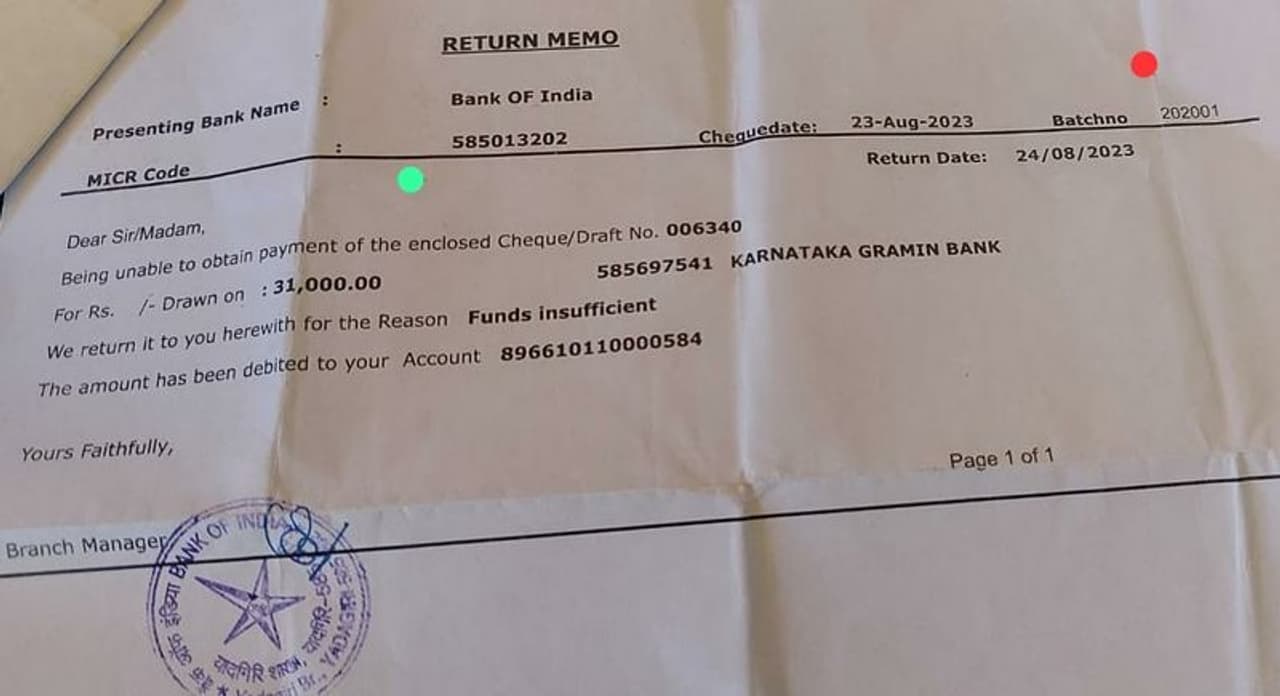 RETURN MEMO
Presenting Bank Name : Bank OF India
MICR Code : 585013202 Chequedate: 23-Aug-2023 Batchno 202001
Return Date: 24/08/2023
Dear Sir/Madam,
Being unable to obtain payment of the enclosed Cheque/Draft No. 006340
For Rs. /- Drawn on : 31,000.00 585697541 KARNATAKA GRAMIN BANK
We return it to you herewith for the Reason Funds insufficient
The amount has been debited to your Account 896610110000584
Yours Faithfully,
Page 1 of 1
Branch Manager
BANK OF INDIA
यादगिरि शाखा, यादगिरि